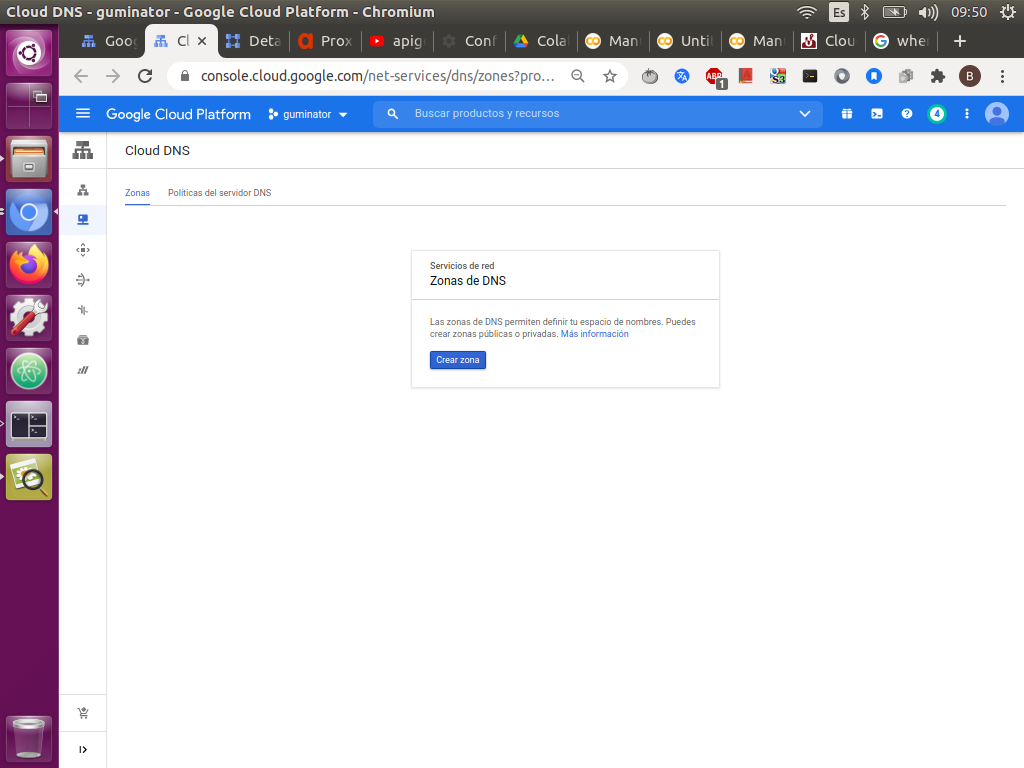 Cloud DNS - guminator - Google Cloud Platform - Chromium
Es
09:50
Goo
Cl
Deta
Prox
apig
Conf
Cola
Man
Unti
Man
Clou
whe
console.cloud.google.com/net-services/dns/zones?pro...
ABP
1
B
Google Cloud Platform
guminator
Buscar productos y recursos
4
Cloud DNS
Zonas
Políticas del servidor DNS
Servicios de red
Zonas de DNS
Las zonas de DNS permiten definir tu espacio de nombres. Puedes
crear zonas públicas o privadas. Más información
Crear zona